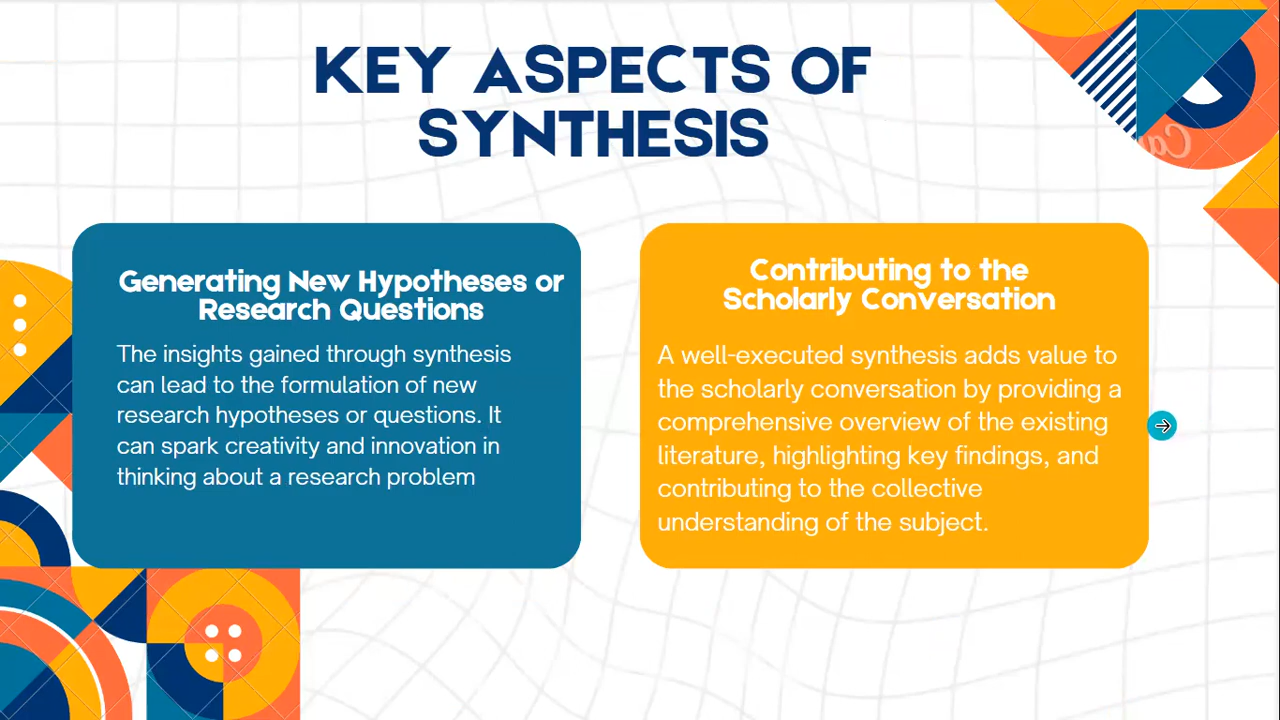 KEY ASPECTS OF
SYNTHESIS
Generating New Hypotheses or
Research Questions
The insights gained through synthesis
can lead to the formulation of new
research hypotheses or questions. It
can spark creativity and innovation in
thinking about a research problem
Contributing to the
Scholarly Conversation
A well-executed synthesis adds value to
the scholarly conversation by providing a
comprehensive overview of the existing
literature, highlighting key findings, and
contributing to the collective
understanding of the subject.